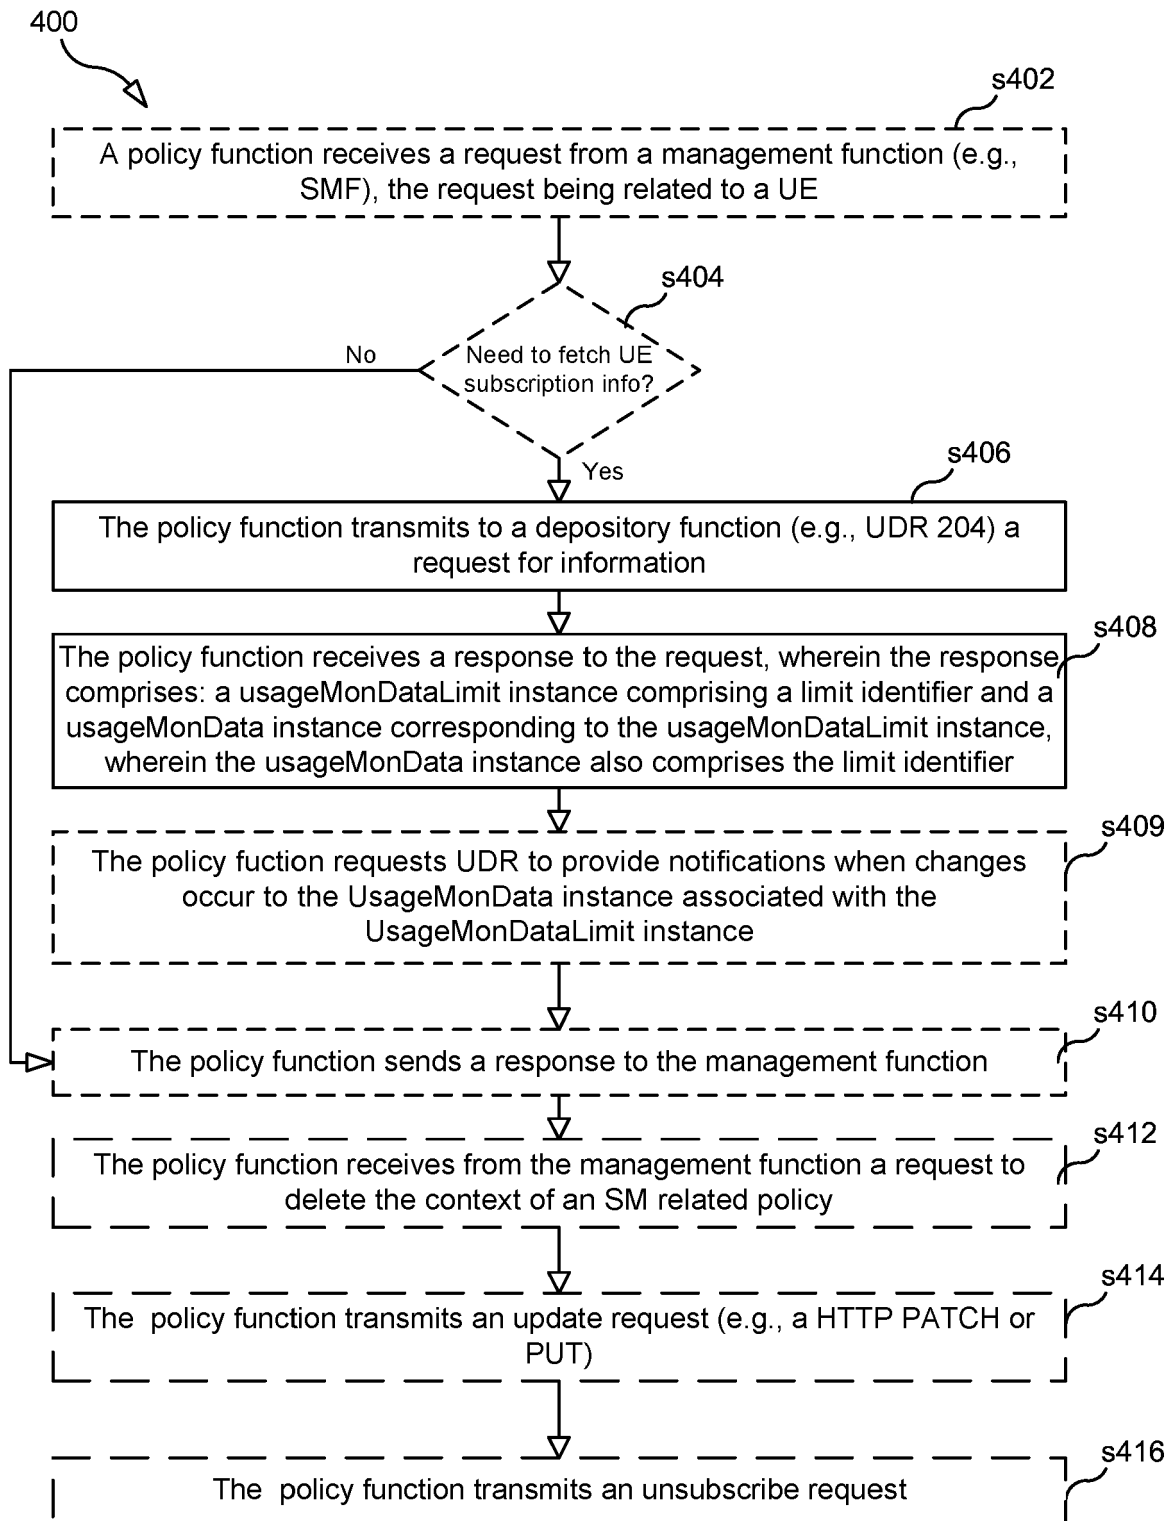 400
s402
A policy function receives a request from a management function (e.g.,
SMF), the request being related to a UE
s404
No
Need to fetch UE
subscription info?
Yes
s406
The policy function transmits to a depository function (e.g., UDR 204) a
request for information
s408
The policy function receives a response to the request, wherein the response
comprises: a usageMonDataLimit instance comprising a limit identifier and a
usageMonData instance corresponding to the usageMonDataLimit instance,
wherein the usageMonData instance also comprises the limit identifier
s409
The policy fuction requests UDR to provide notifications when changes
occur to the UsageMonData instance associated with the
UsageMonDataLimit instance
s410
The policy function sends a response to the management function
s412
The policy function receives from the management function a request to
delete the context of an SM related policy
s414
The policy function transmits an update request (e.g., a HTTP PATCH or
PUT)
s416
The policy function transmits an unsubscribe request